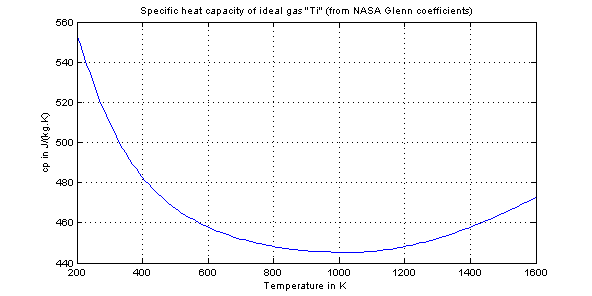 Specific heat capacity of ideal gas "Ti" (from NASA Glenn coefficients)
560
540
520
500
480
460
440
cp in J/(kg.K)
200 400 600 800 1000 1200 1400 1600
Temperature in K